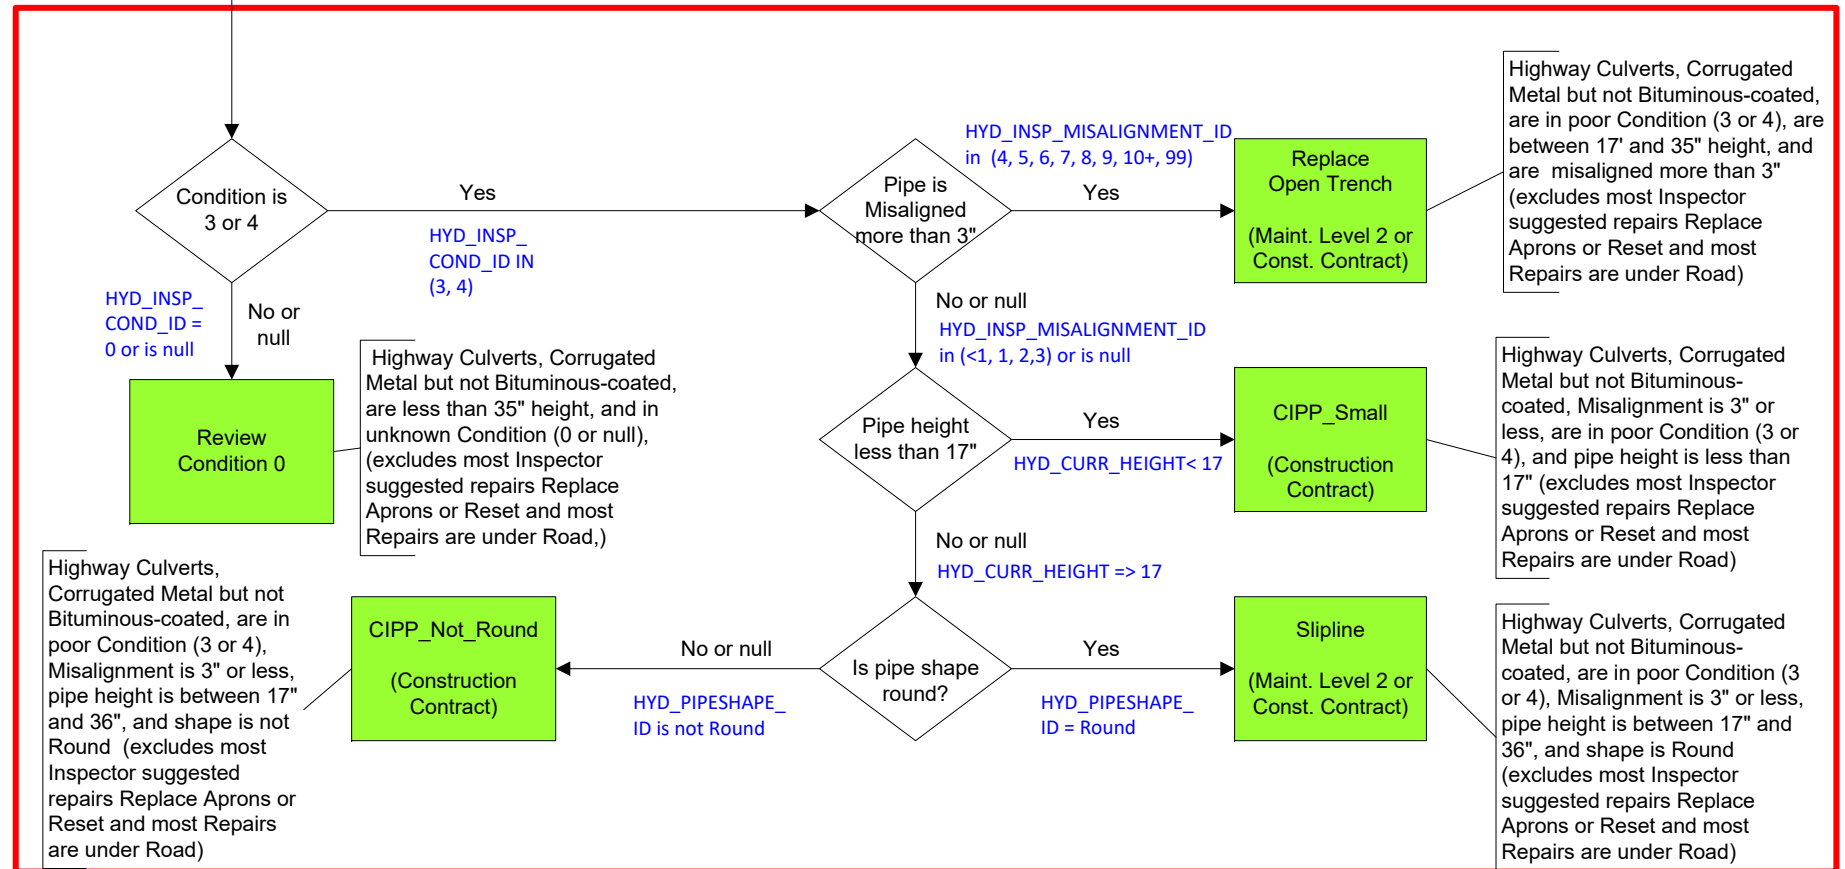 Condition is
3 or 4
Yes
HYD_INSP_
COND_ID IN
(3, 4)
HYD_INSP_
COND_ID =
0 or is null
No or
null
Review
Condition 0
Highway Culverts, Corrugated
Metal but not Bituminous-coated,
are less than 35" height, and in
unknown Condition (0 or null),
(excludes most Inspector
suggested repairs Replace
Aprons or Reset and most
Repairs are under Road,)
Pipe is
Misaligned
more than 3"
HYD_INSP_MISALIGNMENT_ID
in (4, 5, 6, 7, 8, 9, 10+, 99)
Yes
Replace
Open Trench
(Maint. Level 2 or
Const. Contract)
Highway Culverts, Corrugated
Metal but not Bituminous-coated,
are in poor Condition (3 or 4), are
between 17' and 35" height, and
are misaligned more than 3"
(excludes most Inspector
suggested repairs Replace
Aprons or Reset and most
Repairs are under Road)
No or null
HYD_INSP_MISALIGNMENT_ID
in (<1, 1, 2,3) or is null
Pipe height
less than 17"
Yes
HYD_CURR_HEIGHT< 17
CIPP_Small
(Construction
Contract)
Highway Culverts, Corrugated
Metal but not Bituminous-
coated, Misalignment is 3" or
less, are in poor Condition (3 or
4), and pipe height is less than
17" (excludes most Inspector
suggested repairs Replace
Aprons or Reset and most
Repairs are under Road)
No or null
HYD_CURR_HEIGHT => 17
Is pipe shape
round?
Yes
HYD_PIPESHAPE_
ID = Round
Slipline
(Maint. Level 2 or
Const. Contract)
Highway Culverts, Corrugated
Metal but not Bituminous-
coated, are in poor Condition (3
or 4), Misalignment is 3" or less,
pipe height is between 17" and
36", and shape is Round
(excludes most Inspector
suggested repairs Replace
Aprons or Reset and most
Repairs are under Road)
No or null
HYD_PIPESHAPE_
ID is not Round
CIPP_Not_Round
(Construction
Contract)
Highway Culverts,
Corrugated Metal but not
Bituminous-coated, are in
poor Condition (3 or 4),
Misalignment is 3" or less,
pipe height is between 17"
and 36", and shape is not
Round (excludes most
Inspector suggested
repairs Replace Aprons or
Reset and most Repairs
are under Road)